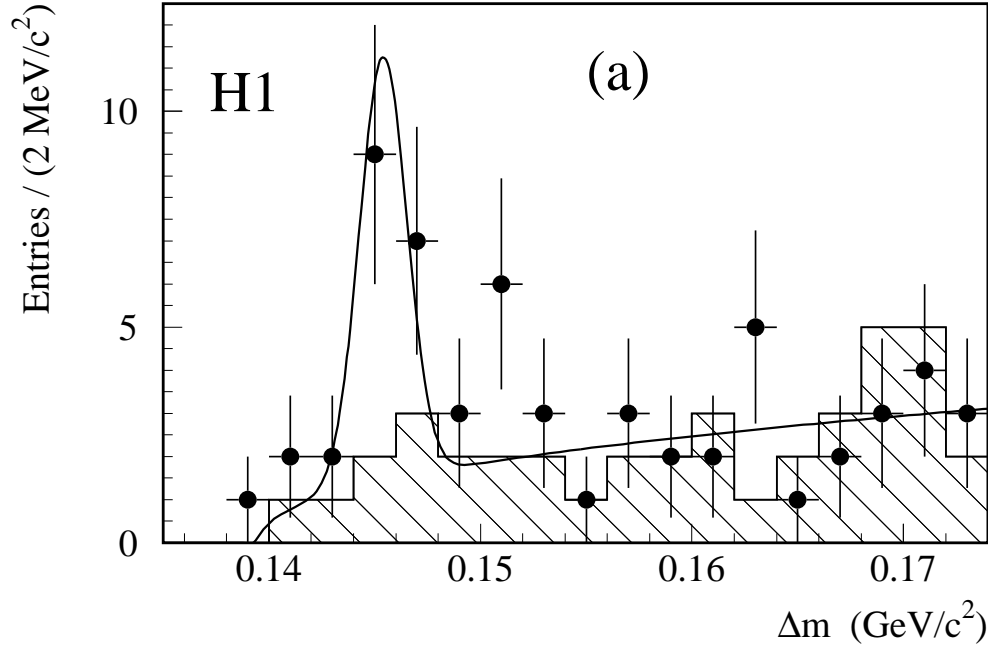 Entries / (2 MeV/c²)
H1
(a)
10
5
0
0.14 0.15 0.16 0.17
Δm (GeV/c²)